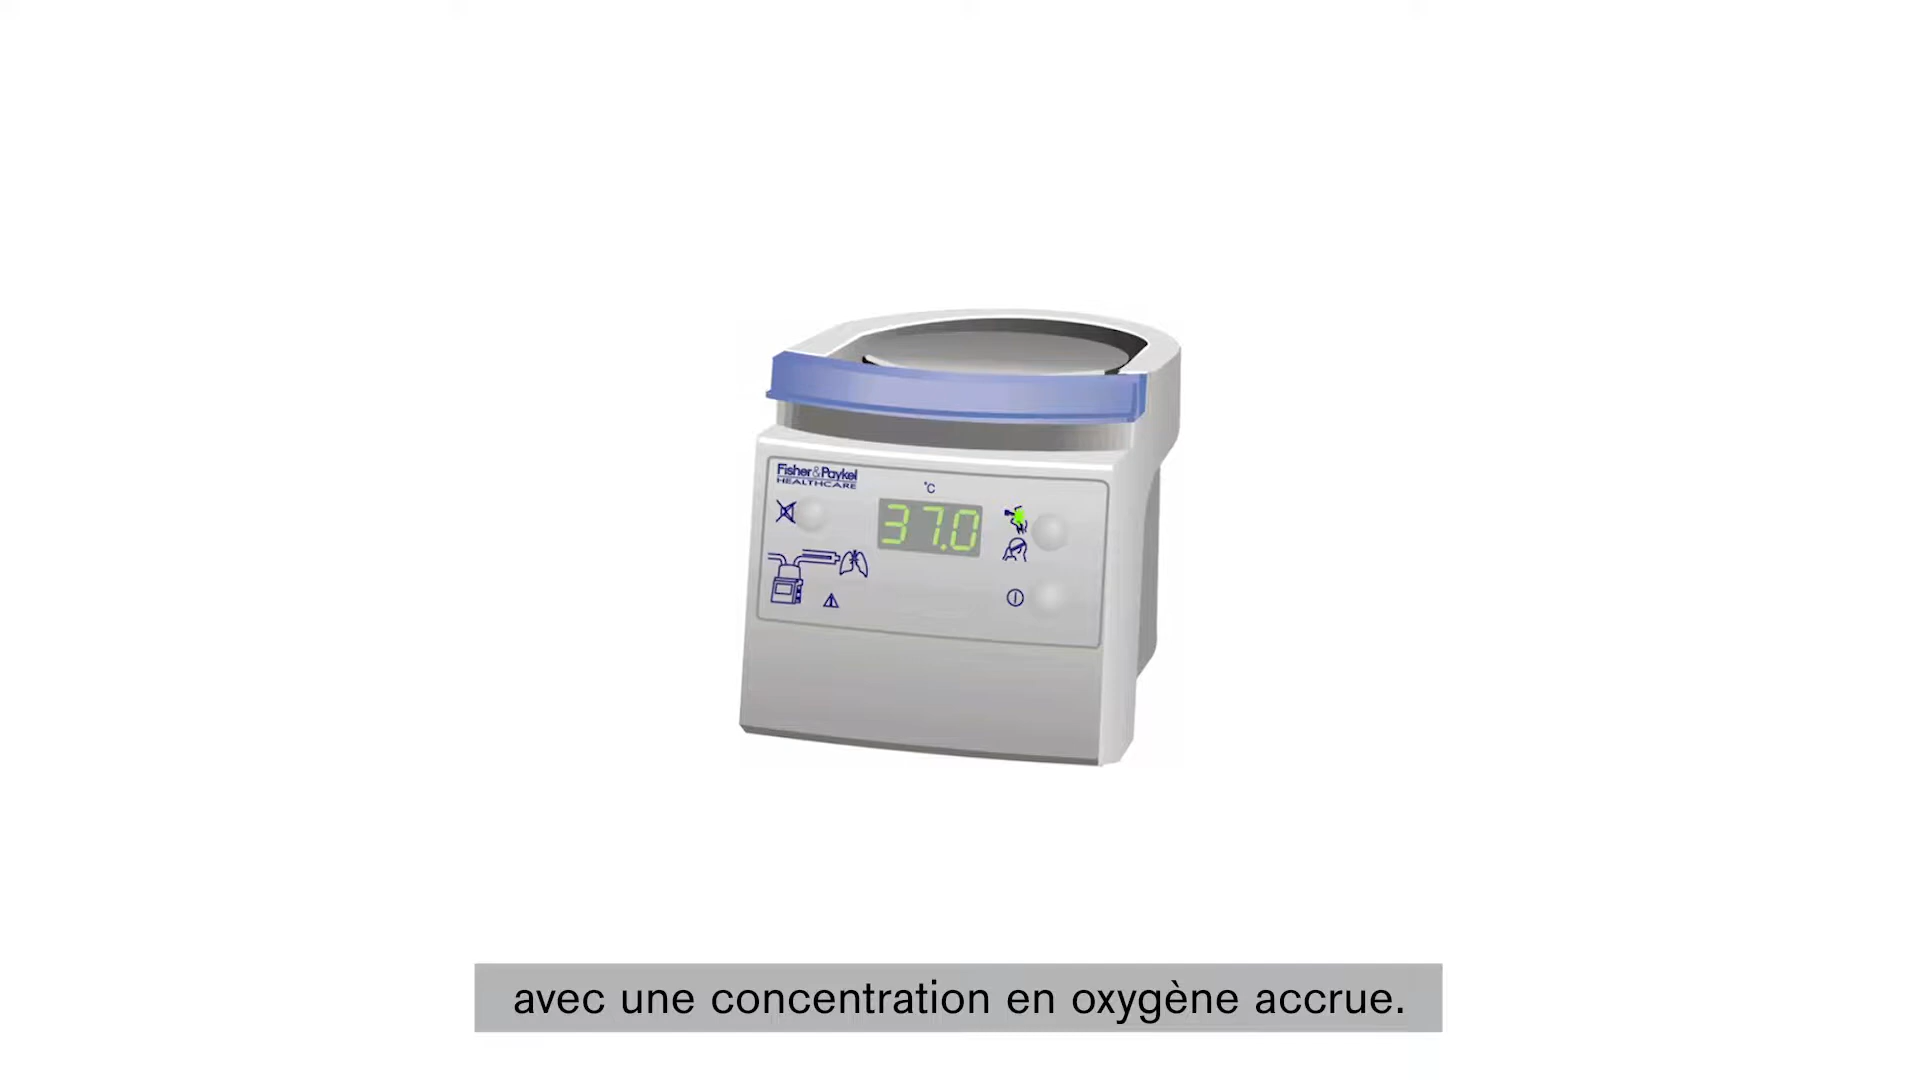 Fisher&Paykel
HEALTHCARE
°C
37.0
avec une concentration en oxygène accrue.